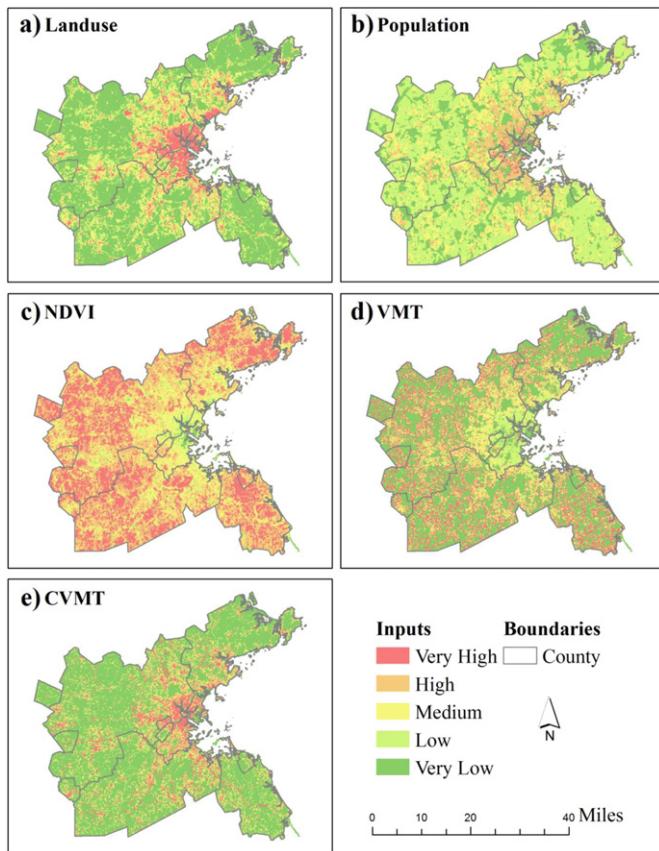 a) Landuse
b) Population
c) NDVI
d) VMT
e) CVMT
Inputs
Very High
High
Medium
Low
Very Low
Boundaries
County
N
0 10 20 40 Miles